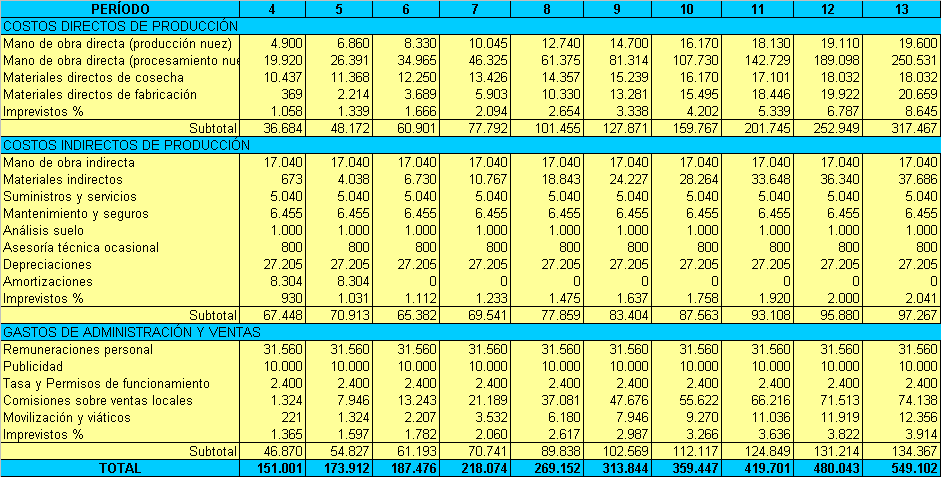 PERÍODO 4 5 6 7 8 9 10 11 12 13
COSTOS DIRECTOS DE PRODUCCIÓN
Mano de obra directa (producción nuez) 4.900 6.860 8.330 10.045 12.740 14.700 16.170 18.130 19.110 19.600
Mano de obra directa (procesamiento nue 19.920 26.391 34.965 46.325 61.375 81.314 107.730 142.729 189.098 250.531
Materiales directos de cosecha 10.437 11.368 12.250 13.426 14.357 15.239 16.170 17.101 18.032 18.032
Materiales directos de fabricación 369 2.214 3.689 5.903 10.330 13.281 15.495 18.446 19.922 20.659
Imprevistos % 1.058 1.339 1.666 2.094 2.654 3.338 4.202 5.339 6.787 8.645
Subtotal 36.684 48.172 60.901 77.792 101.455 127.871 159.767 201.745 252.949 317.467
COSTOS INDIRECTOS DE PRODUCCIÓN
Mano de obra indirecta 17.040 17.040 17.040 17.040 17.040 17.040 17.040 17.040 17.040 17.040
Materiales indirectos 673 4.038 6.730 10.767 18.843 24.227 28.264 33.648 36.340 37.686
Suministros y servicios 5.040 5.040 5.040 5.040 5.040 5.040 5.040 5.040 5.040 5.040
Mantenimiento y seguros 6.455 6.455 6.455 6.455 6.455 6.455 6.455 6.455 6.455 6.455
Análisis suelo 1.000 1.000 1.000 1.000 1.000 1.000 1.000 1.000 1.000 1.000
Asesoría técnica ocasional 800 800 800 800 800 800 800 800 800 800
Depreciaciones 27.205 27.205 27.205 27.205 27.205 27.205 27.205 27.205 27.205 27.205
Amortizaciones 8.304 8.304 0 0 0 0 0 0 0 0
Imprevistos % 930 1.031 1.112 1.233 1.475 1.637 1.758 1.920 2.000 2.041
Subtotal 67.448 70.913 65.382 69.541 77.859 83.404 87.563 93.108 95.880 97.267
GASTOS DE ADMINISTRACIÓN Y VENTAS
Remuneraciones personal 31.560 31.560 31.560 31.560 31.560 31.560 31.560 31.560 31.560 31.560
Publicidad 10.000 10.000 10.000 10.000 10.000 10.000 10.000 10.000 10.000 10.000
Tasa y Permisos de funcionamiento 2.400 2.400 2.400 2.400 2.400 2.400 2.400 2.400 2.400 2.400
Comisiones sobre ventas locales 1.324 7.946 13.243 21.189 37.081 47.676 55.622 66.216 71.513 74.138
Movilización y viáticos 221 1.324 2.207 3.532 6.180 7.946 9.270 11.036 11.919 12.356
Imprevistos % 1.365 1.597 1.782 2.060 2.617 2.987 3.266 3.636 3.822 3.914
Subtotal 46.870 54.827 61.193 70.741 89.838 102.569 112.117 124.849 131.214 134.367
TOTAL 151.001 173.912 187.476 218.074 269.152 313.844 359.447 419.701 480.043 549.102